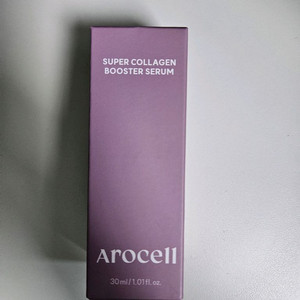 SUPER COLLAGEN
BOOSTER SERUM
Arocell
30ml/1.01fl.oz.